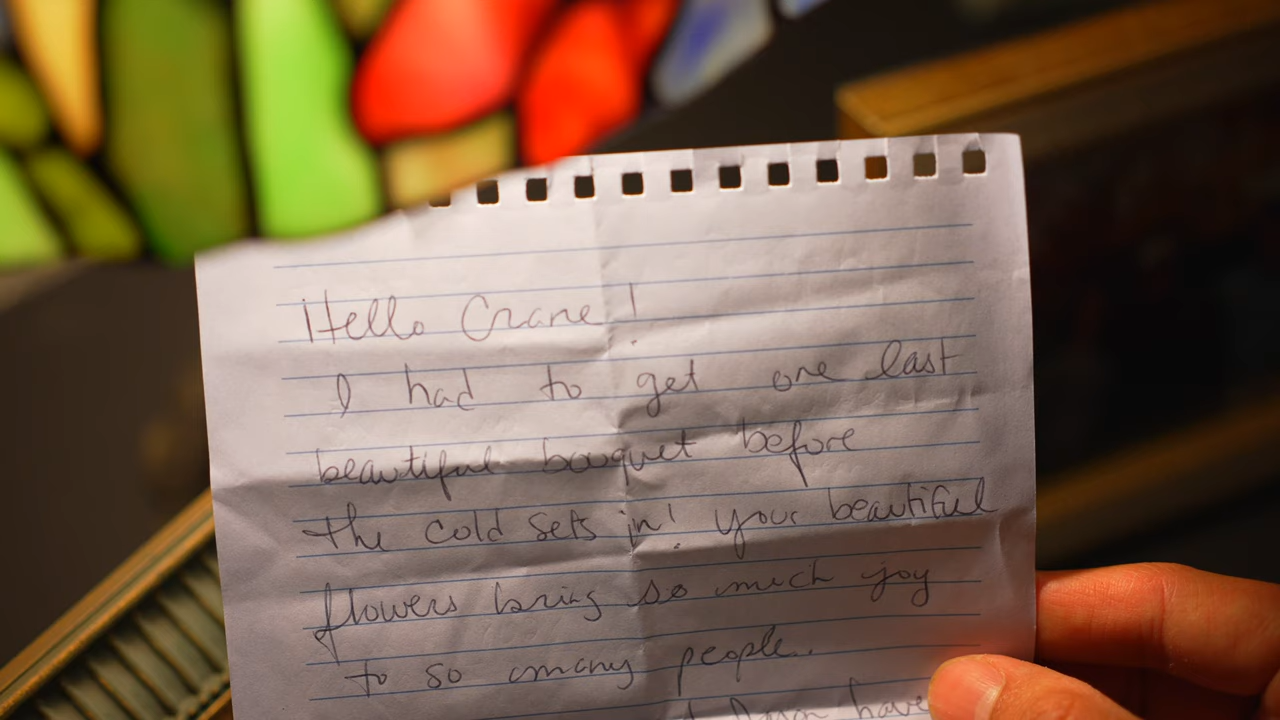 Hello Crane!
I had to get one last
beautiful bouquet before
the cold sets in! Your beautiful
flowers bring so much joy
to so many people.
have